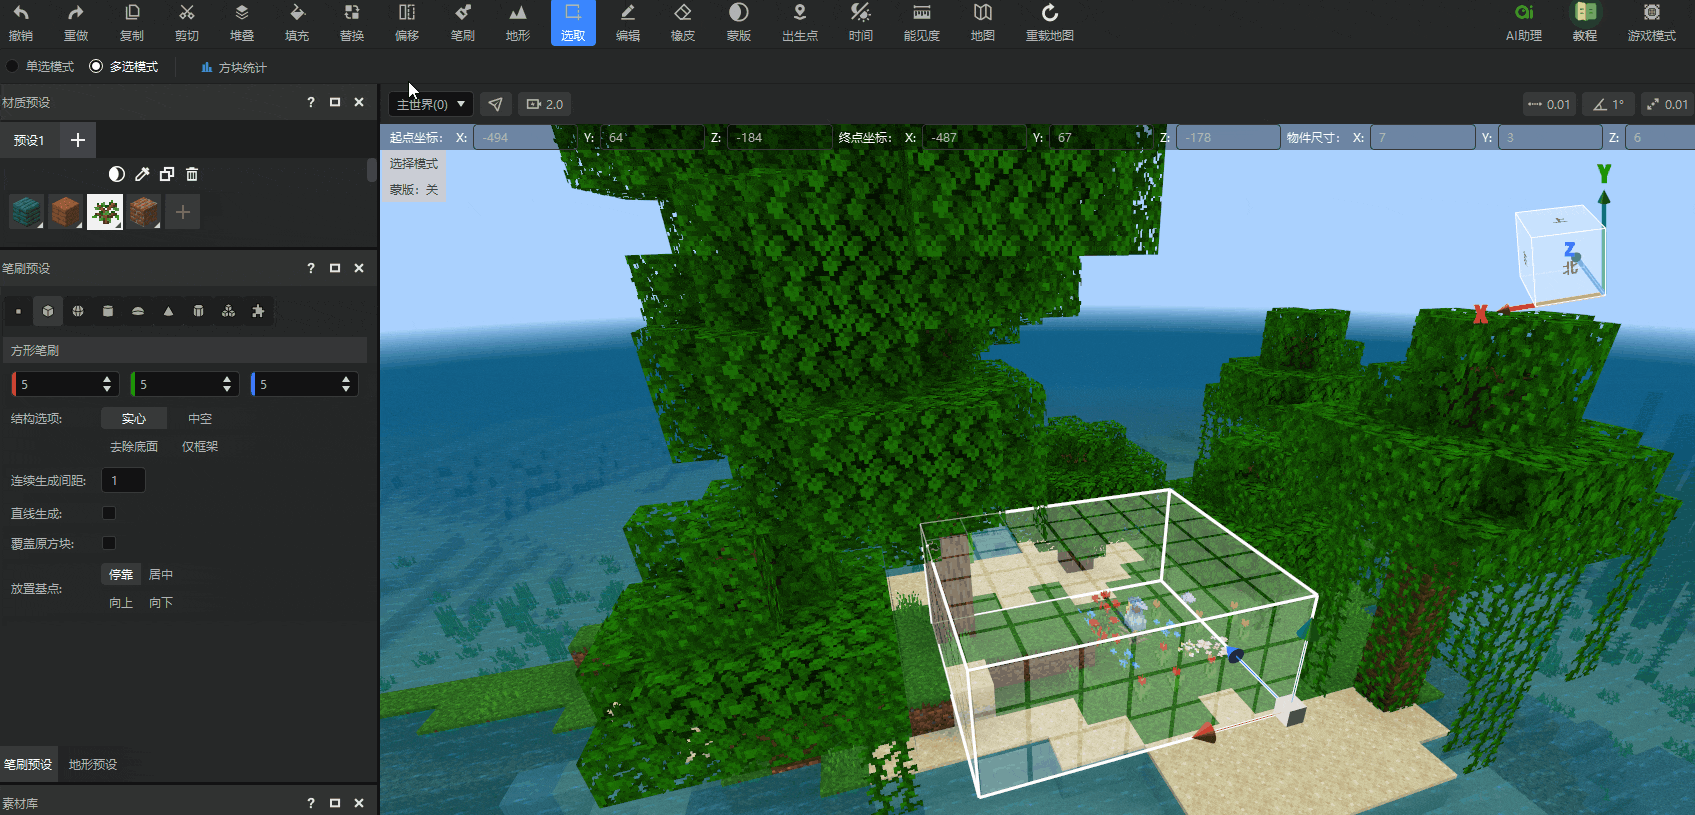 撤销 重做 复制 剪切 堆叠 填充 替换 偏移 笔刷 地形 选取 编辑 橡皮 蒙版 出生点 时间 能见度 地图 重载地图 AI助理 教程 游戏模式
单选模式 多选模式 方块统计
材质预设 ?
主世界(0) 2.0 0.01 1° 0.01
预设1 +
起点坐标: X: -494 Y: 64 Z: -184 终点坐标: X: -487 Y: 67 Z: -178 物件尺寸: X: 7 Y: 3 Z: 6
选择模式
蒙版: 关
Y
上
Z
北
X
笔刷预设 ?
方形笔刷
5 5 5
结构选项: 实心 中空
去除底面 仅框架
连续生成间距: 1
直线生成:
覆盖原方块:
放置基点: 停靠 居中
向上 向下
笔刷预设 地形预设
素材库 ?